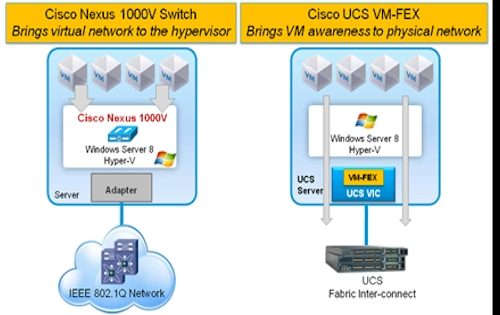 Cisco Nexus 1000V Switch
Brings virtual network to the hypervisor
VM VM VM VM
Cisco Nexus 1000V
Windows Server 8
Hyper-V
Adapter
Server
IEEE 802.1Q Network
Cisco UCS VM-FEX
Brings VM awareness to physical network
VM VM VM VM
Windows Server 8
Hyper-V
VM-FEX
UCS VIC
UCS
Server
UCS
Fabric Inter-connect